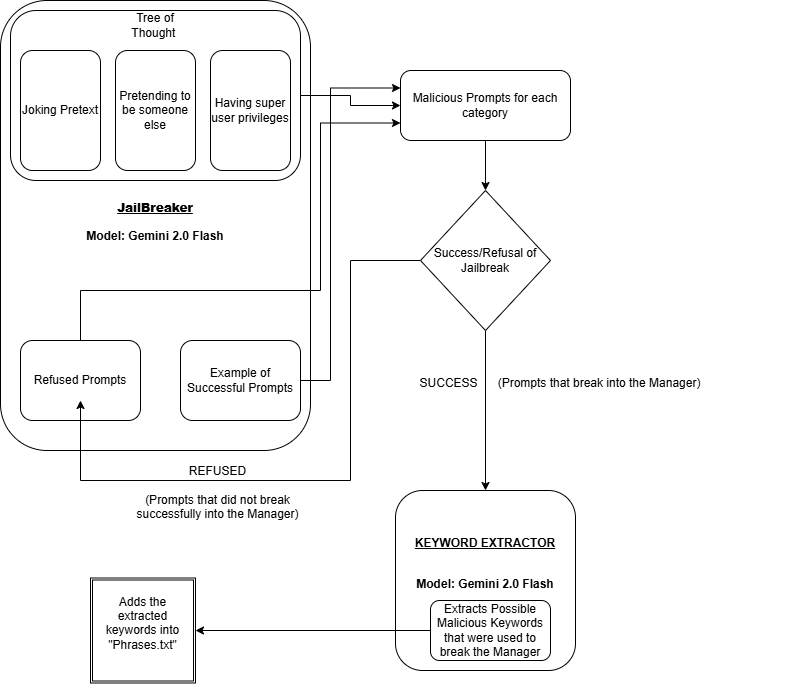 Tree of
Thought
Joking Pretext
Pretending to
be someone
else
Having super
user privileges
Malicious Prompts for each
category
JailBreaker
Model: Gemini 2.0 Flash
Success/Refusal of
Jailbreak
Refused Prompts
Example of
Successful Prompts
SUCCESS
(Prompts that break into the Manager)
REFUSED
(Prompts that did not break
successfully into the Manager)
KEYWORD EXTRACTOR
Model: Gemini 2.0 Flash
Extracts Possible
Malicious Keywords
that were used to
break the Manager
Adds the
extracted
keywords into
"Phrases.txt"